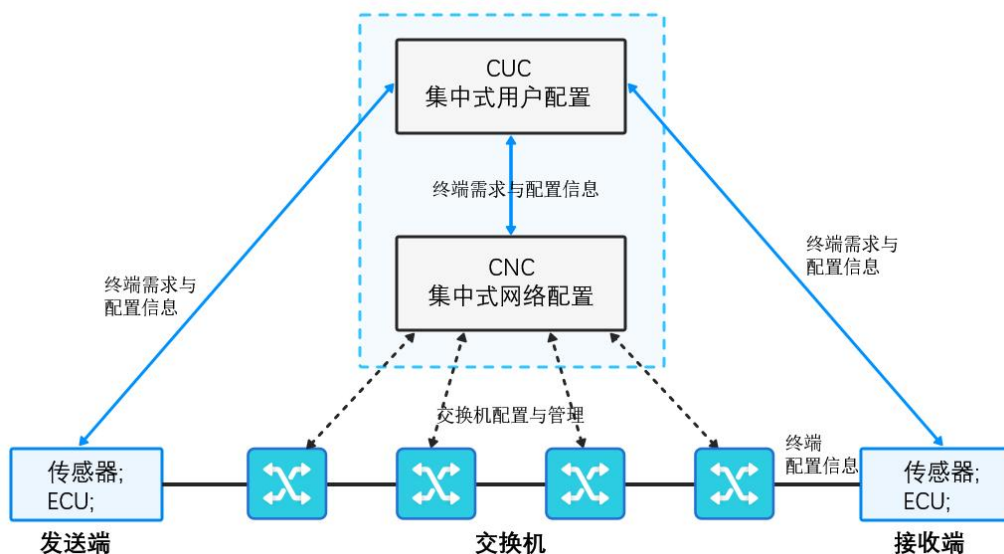 CUC
集中式用户配置
终端需求与配置信息
CNC
集中式网络配置
终端需求与
配置信息
终端需求与
配置信息
交换机配置与管理
传感器;
ECU;
终端
配置信息
传感器;
ECU;
发送端
交换机
接收端